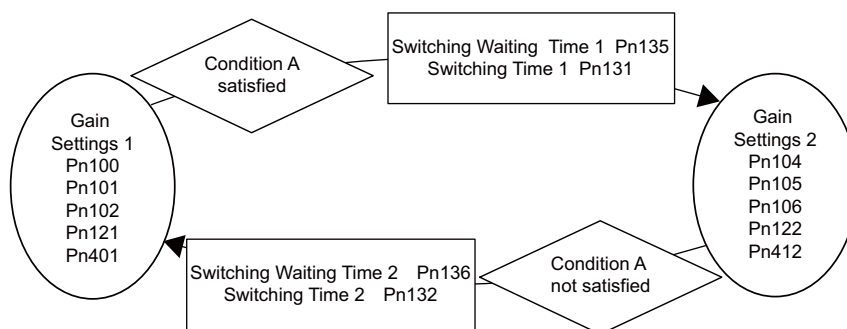 Condition A
satisfied
Switching Waiting Time 1 Pn135
Switching Time 1 Pn131
Gain
Settings 1
Pn100
Pn101
Pn102
Pn121
Pn401
Gain
Settings 2
Pn104
Pn105
Pn106
Pn122
Pn412
Switching Waiting Time 2 Pn136
Switching Time 2 Pn132
Condition A
not satisfied